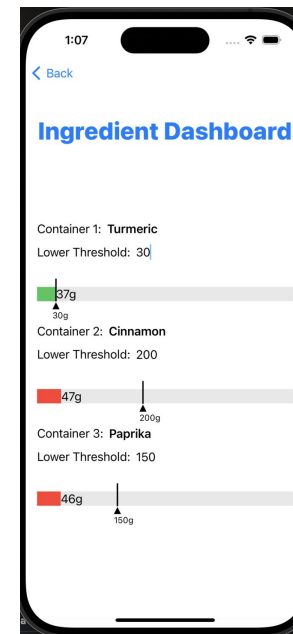 1:07
Back
Ingredient Dashboard
Container 1: Turmeric
Lower Threshold: 30
37g
30g
Container 2: Cinnamon
Lower Threshold: 200
47g
200g
Container 3: Paprika
Lower Threshold: 150
46g
150g
a